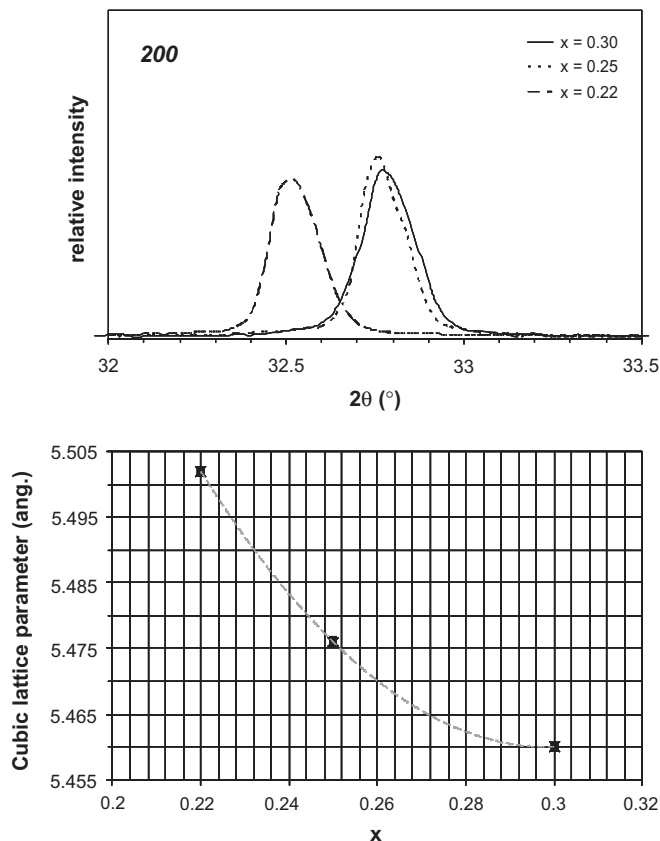 200
x = 0.30
x = 0.25
x = 0.22
relative intensity
32 32.5 33 33.5
2θ (°)
Cubic lattice parameter (ang.)
5.505
5.495
5.485
5.475
5.465
5.455
0.2 0.22 0.24 0.26 0.28 0.3 0.32
x